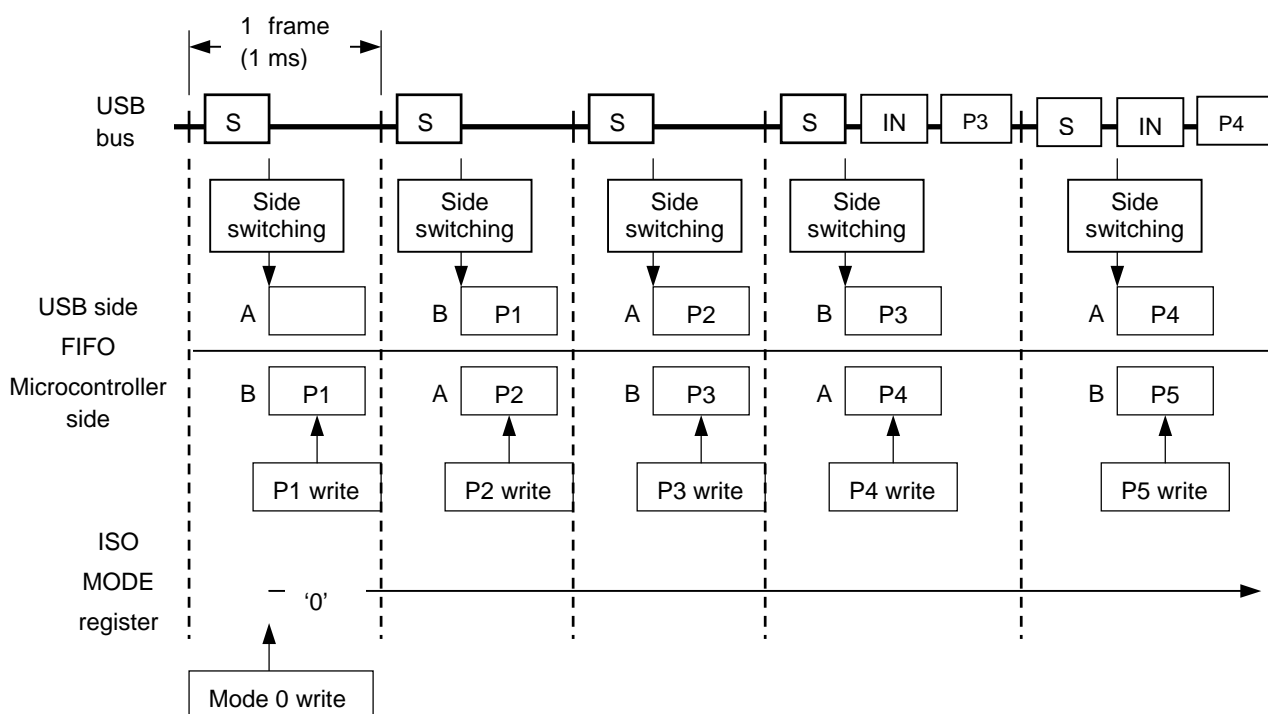 1 frame
(1 ms)
USB
bus
S
S
S
S
IN
P3
S
IN
P4
Side
switching
Side
switching
Side
switching
Side
switching
Side
switching
USB side
A
B
P1
A
P2
B
P3
A
P4
FIFO
Microcontroller
side
B
P1
A
P2
B
P3
A
P4
B
P5
P1 write
P2 write
P3 write
P4 write
P5 write
ISO
MODE
register
‘0’
Mode 0 write